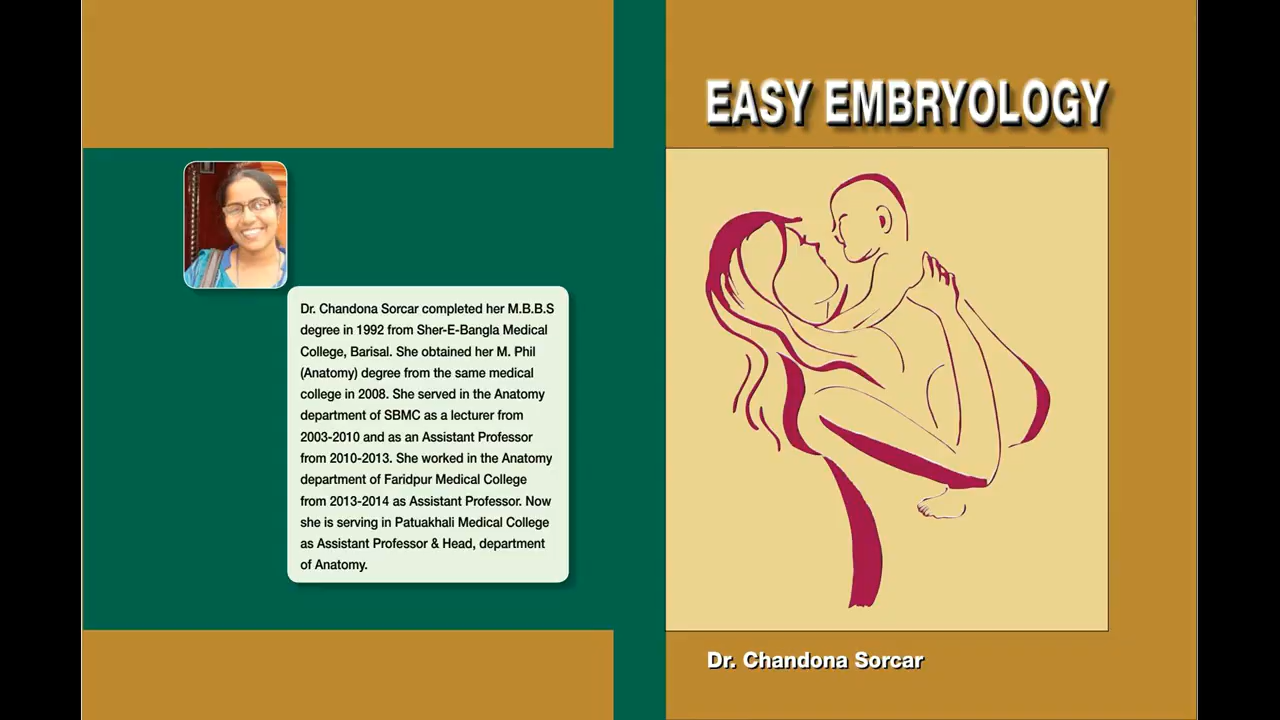 Dr. Chandona Sorcar completed her M.B.B.S
degree in 1992 from Sher-E-Bangla Medical
College, Barisal. She obtained her M. Phil
(Anatomy) degree from the same medical
college in 2008. She served in the Anatomy
department of SBMC as a lecturer from
2003-2010 and as an Assistant Professor
from 2010-2013. She worked in the Anatomy
department of Faridpur Medical College
from 2013-2014 as Assistant Professor. Now
she is serving in Patuakhali Medical College
as Assistant Professor & Head, department
of Anatomy.
EASY EMBRYOLOGY
Dr. Chandona Sorcar